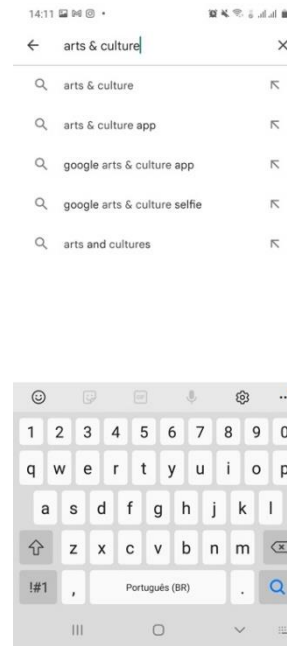 14:11
arts & culture
arts & culture
arts & culture app
google arts & culture app
google arts & culture selfie
arts and cultures
GIF
1 2 3 4 5 6 7 8 9 0
q w e r t y u i o p
a s d f g h j k l
z x c v b n m
!#1 , Português (BR) .